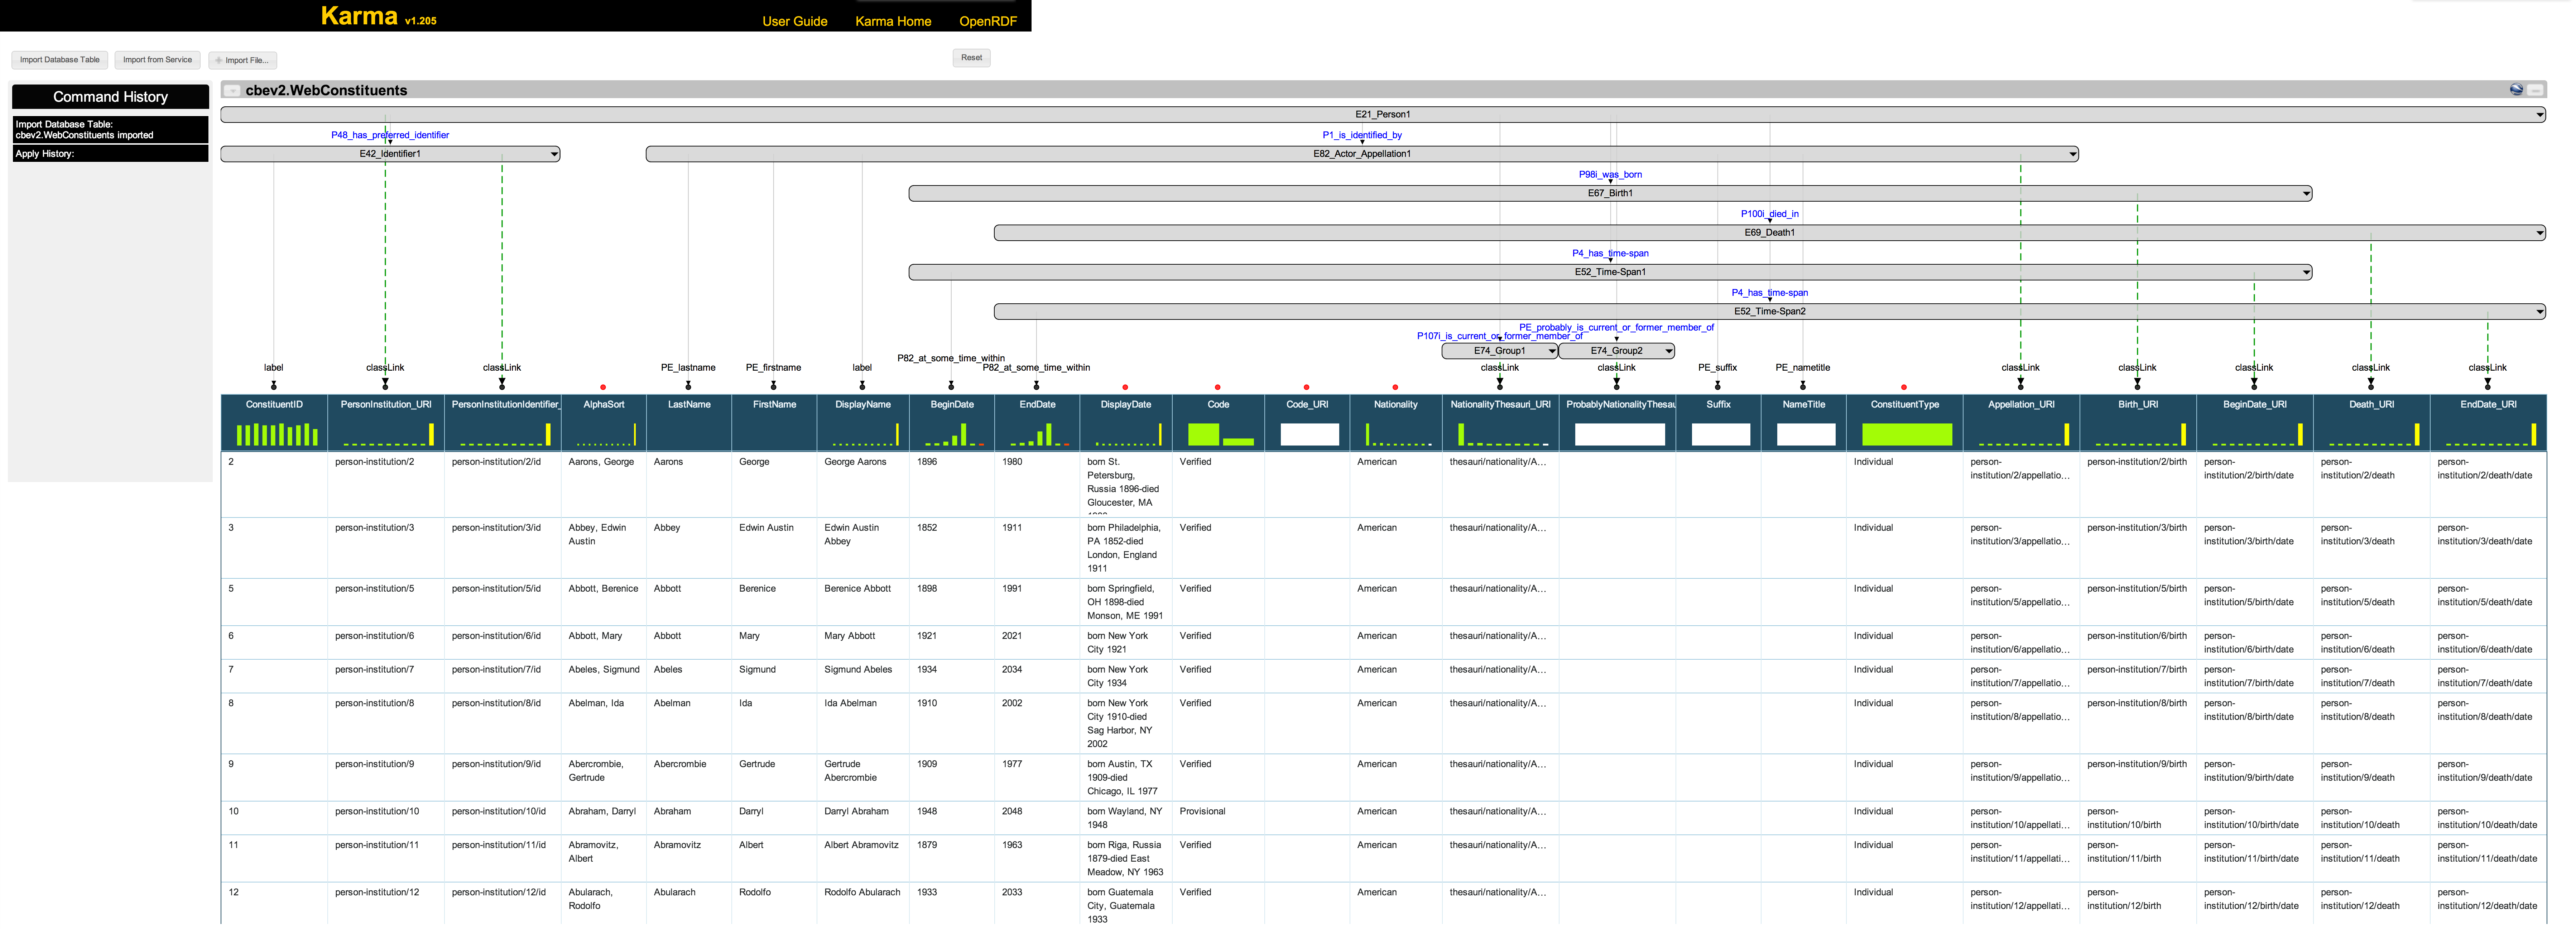 Karma v1.205
User Guide Karma Home OpenRDF
Import Database Table Import from Service Import File... Reset
Command History
Import Database Table:
cbev2.WebConstituents imported
Apply History:
cbev2.WebConstituents
E21_Person1
P48_has_preferred_identifier P1_is_identified_by
E42_Identifier1 E82_Actor_Appellation1
P98i_was_born
E67_Birth1
P100i_died_in
E69_Death1
P4_has_time-span
E52_Time-Span1
P4_has_time-span
E52_Time-Span2
PE_probably_is_current_or_former_member_of
P107i_is_current_or_former_member_of
E74_Group1 E74_Group2
P82_at_some_time_within
label classLink classLink PE_lastname PE_firstname label P82_at_some_time_within classLink classLink PE_suffix PE_nametitle classLink classLink classLink classLink classLink
ConstituentID PersonInstitution_URI PersonInstitutionIdentifier_ AlphaSort LastName FirstName DisplayName BeginDate EndDate DisplayDate Code Code_URI Nationality NationalityThesauri_URI ProbablyNationalityThesau Suffix NameTitle ConstituentType Appellation_URI Birth_URI BeginDate_URI Death_URI EndDate_URI
2 person-institution/2 person-institution/2/id Aarons, George Aarons George George Aarons 1896 1980 born St. Verified American thesauri/nationality/A... Individual person- person-institution/2/birth person- person- person-
Petersburg, institution/2/appellatio... institution/2/birth/date institution/2/death institution/2/death/date
Russia 1896-died
Gloucester, MA
3 person-institution/3 person-institution/3/id Abbey, Edwin Abbey Edwin Austin Edwin Austin 1852 1911 born Philadelphia, Verified American thesauri/nationality/A... Individual person- person-institution/3/birth person- person- person-
Austin Abbey PA 1852-died institution/3/appellatio... institution/3/birth/date institution/3/death institution/3/death/date
London, England
1911
5 person-institution/5 person-institution/5/id Abbott, Berenice Abbott Berenice Berenice Abbott 1898 1991 born Springfield, Verified American thesauri/nationality/A... Individual person- person-institution/5/birth person- person- person-
OH 1898-died institution/5/appellatio... institution/5/birth/date institution/5/death institution/5/death/date
Monson, ME 1991
6 person-institution/6 person-institution/6/id Abbott, Mary Abbott Mary Mary Abbott 1921 2021 born New York Verified American thesauri/nationality/A... Individual person- person-institution/6/birth person- person- person-
City 1921 institution/6/appellatio... institution/6/birth/date institution/6/death institution/6/death/date
7 person-institution/7 person-institution/7/id Abeles, Sigmund Abeles Sigmund Sigmund Abeles 1934 2034 born New York Verified American thesauri/nationality/A... Individual person- person-institution/7/birth person- person- person-
City 1934 institution/7/appellatio... institution/7/birth/date institution/7/death institution/7/death/date
8 person-institution/8 person-institution/8/id Abelman, Ida Abelman Ida Ida Abelman 1910 2002 born New York Verified American thesauri/nationality/A... Individual person- person-institution/8/birth person- person- person-
City 1910-died institution/8/appellatio... institution/8/birth/date institution/8/death institution/8/death/date
Sag Harbor, NY
2002
9 person-institution/9 person-institution/9/id Abercrombie, Abercrombie Gertrude Gertrude 1909 1977 born Austin, TX Verified American thesauri/nationality/A... Individual person- person-institution/9/birth person- person- person-
Gertrude Abercrombie 1909-died institution/9/appellatio... institution/9/birth/date institution/9/death institution/9/death/date
Chicago, IL 1977
10 person-institution/10 person-institution/10/id Abraham, Darryl Abraham Darryl Darryl Abraham 1948 2048 born Wayland, NY Provisional American thesauri/nationality/A... Individual person- person- person- person- person-
1948 institution/10/appellati... institution/10/birth institution/10/birth/date institution/10/death institution/10/death/date
11 person-institution/11 person-institution/11/id Abramovitz, Abramovitz Albert Albert Abramovitz 1879 1963 born Riga, Russia Verified American thesauri/nationality/A... Individual person- person- person- person- person-
Albert 1879-died East institution/11/appellati... institution/11/birth institution/11/birth/date institution/11/death institution/11/death/date
Meadow, NY 1963
12 person-institution/12 person-institution/12/id Abularach, Abularach Rodolfo Rodolfo Abularach 1933 2033 born Guatemala Verified American thesauri/nationality/A... Individual person- person- person- person- person-
Rodolfo City, Guatemala institution/12/appellati... institution/12/birth institution/12/birth/date institution/12/death institution/12/death/date
1933